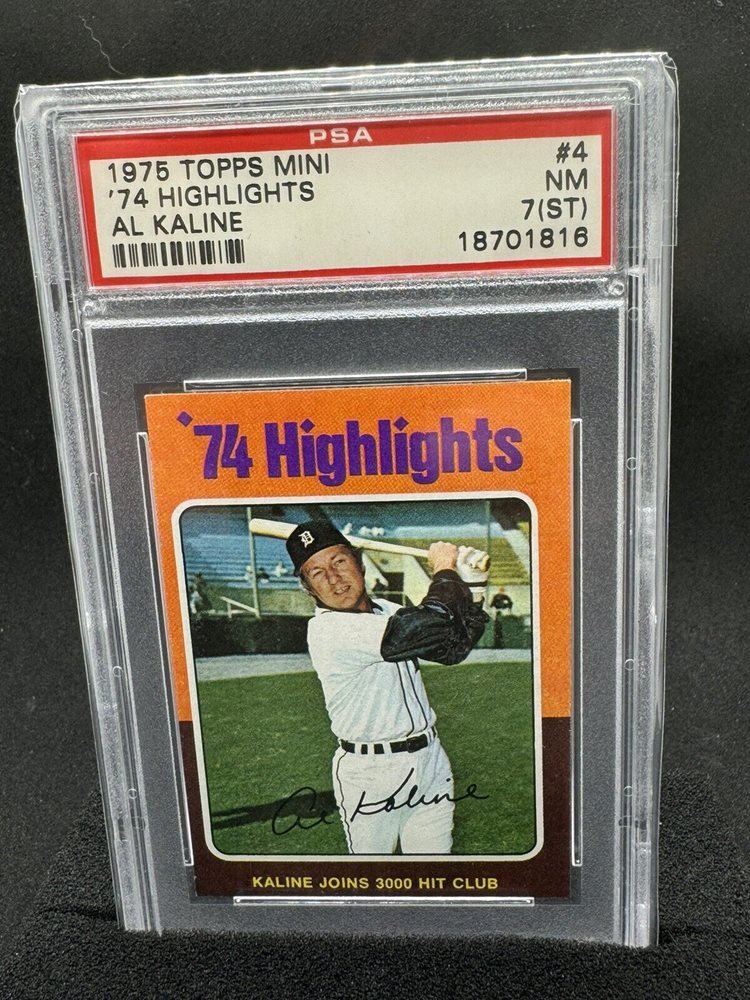 PSA
1975 TOPPS MINI #4
'74 HIGHLIGHTS NM
AL KALINE 7(ST)
18701816
'74 Highlights
D
Al Kaline
KALINE JOINS 3000 HIT CLUB